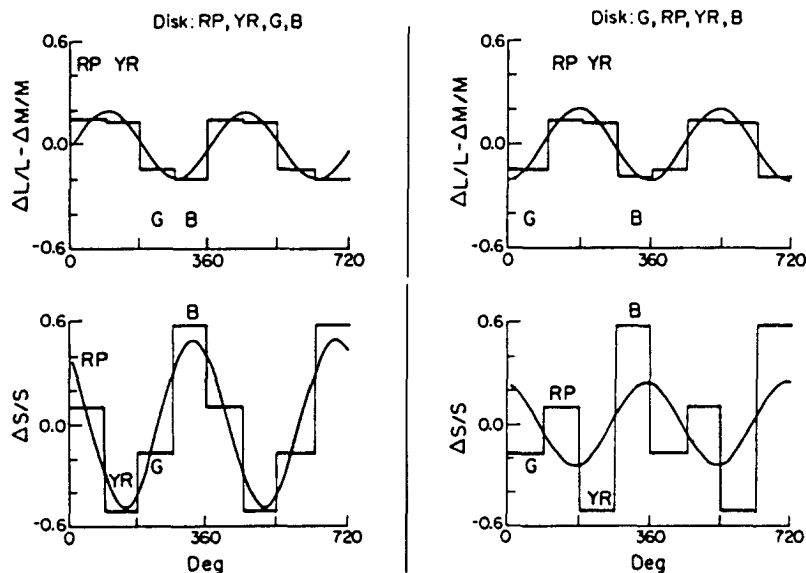 Disk: RP, YR, G, B
0.6
RP YR
ΔL/L - ΔM/M
0.0
G B
-0.6
0
360
720
Disk: G, RP, YR, B
0.6
RP YR
ΔL/L - ΔM/M
0.0
G
B
-0.6
0
360
720
B
0.6
RP
ΔS/S
0.0
YR
G
-0.6
0
360
720
Deg
B
0.6
RP
ΔS/S
0.0
G
YR
-0.6
0
360
720
Deg